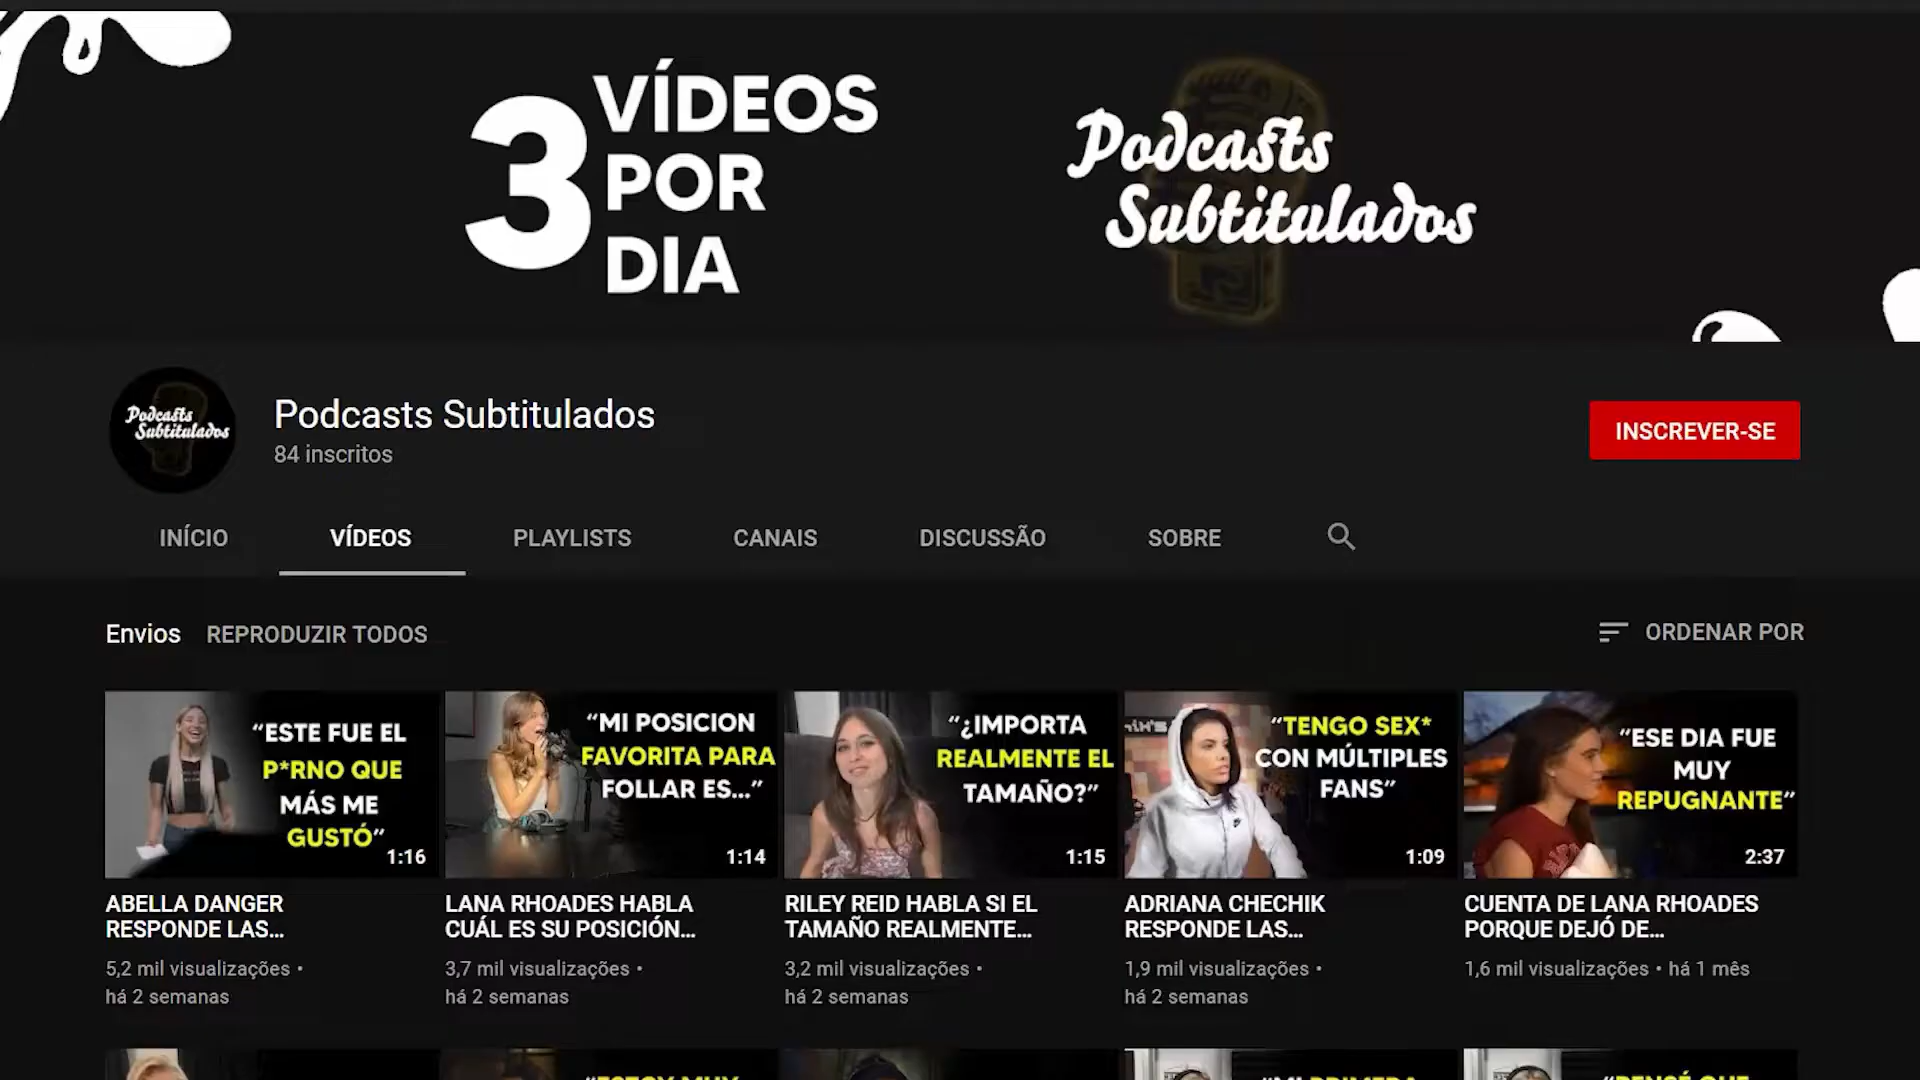 3
VÍDEOS
POR
DIA
Podcasts
Subtitulados
Podcasts
Subtitulados
Podcasts Subtitulados
84 inscritos
INSCREVER-SE
INÍCIO
VÍDEOS
PLAYLISTS
CANAIS
DISCUSSÃO
SOBRE
Envios
REPRODUZIR TODOS
ORDENAR POR
“ESTE FUE EL
P*RNO QUE
MÁS ME
GUSTÓ”
1:16
ABELLA DANGER
RESPONDE LAS...
5,2 mil visualizações •
há 2 semanas
“MI POSICION
FAVORITA PARA
FOLLAR ES...”
1:14
LANA RHOADES HABLA
CUÁL ES SU POSICIÓN...
3,7 mil visualizações •
há 2 semanas
“¿IMPORTA
REALMENTE EL
TAMAÑO?”
1:15
RILEY REID HABLA SI EL
TAMAÑO REALMENTE...
3,2 mil visualizações •
há 2 semanas
“TENGO SEX*
CON MÚLTIPLES
FANS”
1:09
ADRIANA CHECHIK
RESPONDE LAS...
1,9 mil visualizações •
há 2 semanas
“ESE DIA FUE
MUY
REPUGNANTE”
2:37
CUENTA DE LANA RHOADES
PORQUE DEJÓ DE...
1,6 mil visualizações • há 1 mês
“ESTOY MUY
“MI PRIMERA
“PENSÉ QUE